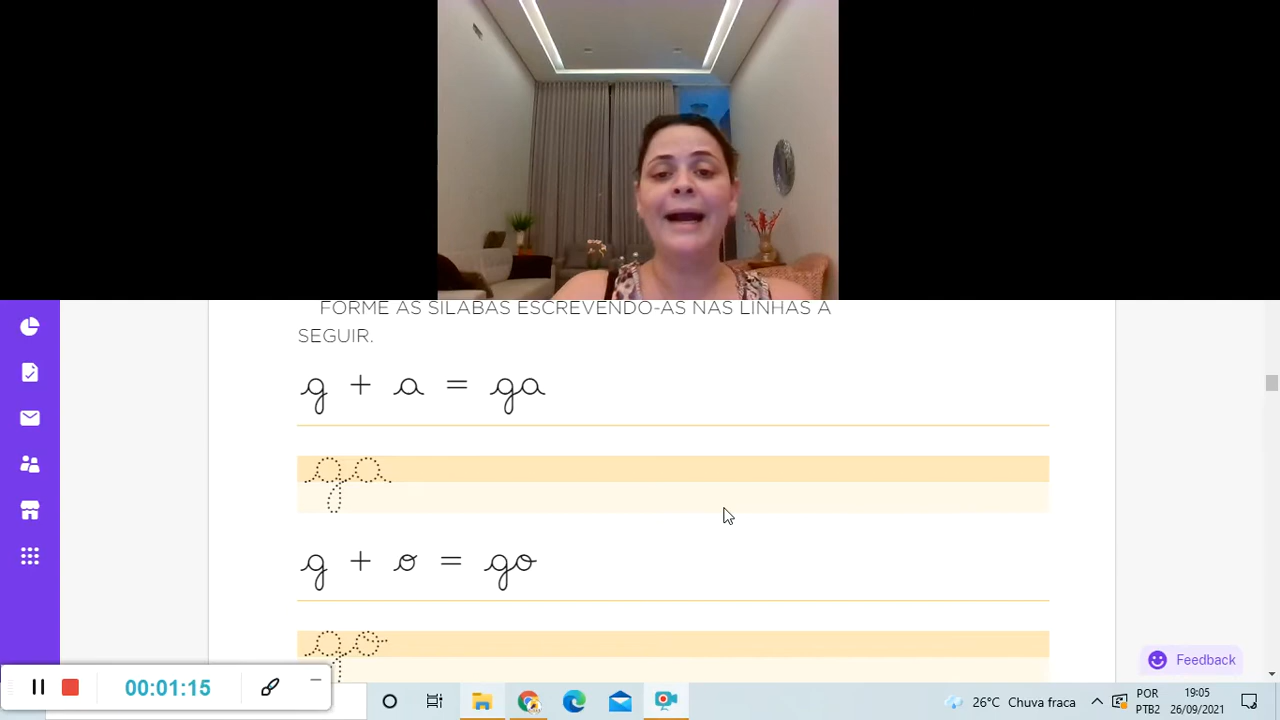 FORME AS SÍLABAS ESCREVENDO-AS NAS LINHAS A
SEGUIR.
g + a = ga
ga
g + o = go
go
Feedback
00:01:15
26°C Chuva fraca
POR
PTB2
19:05
26/09/2021